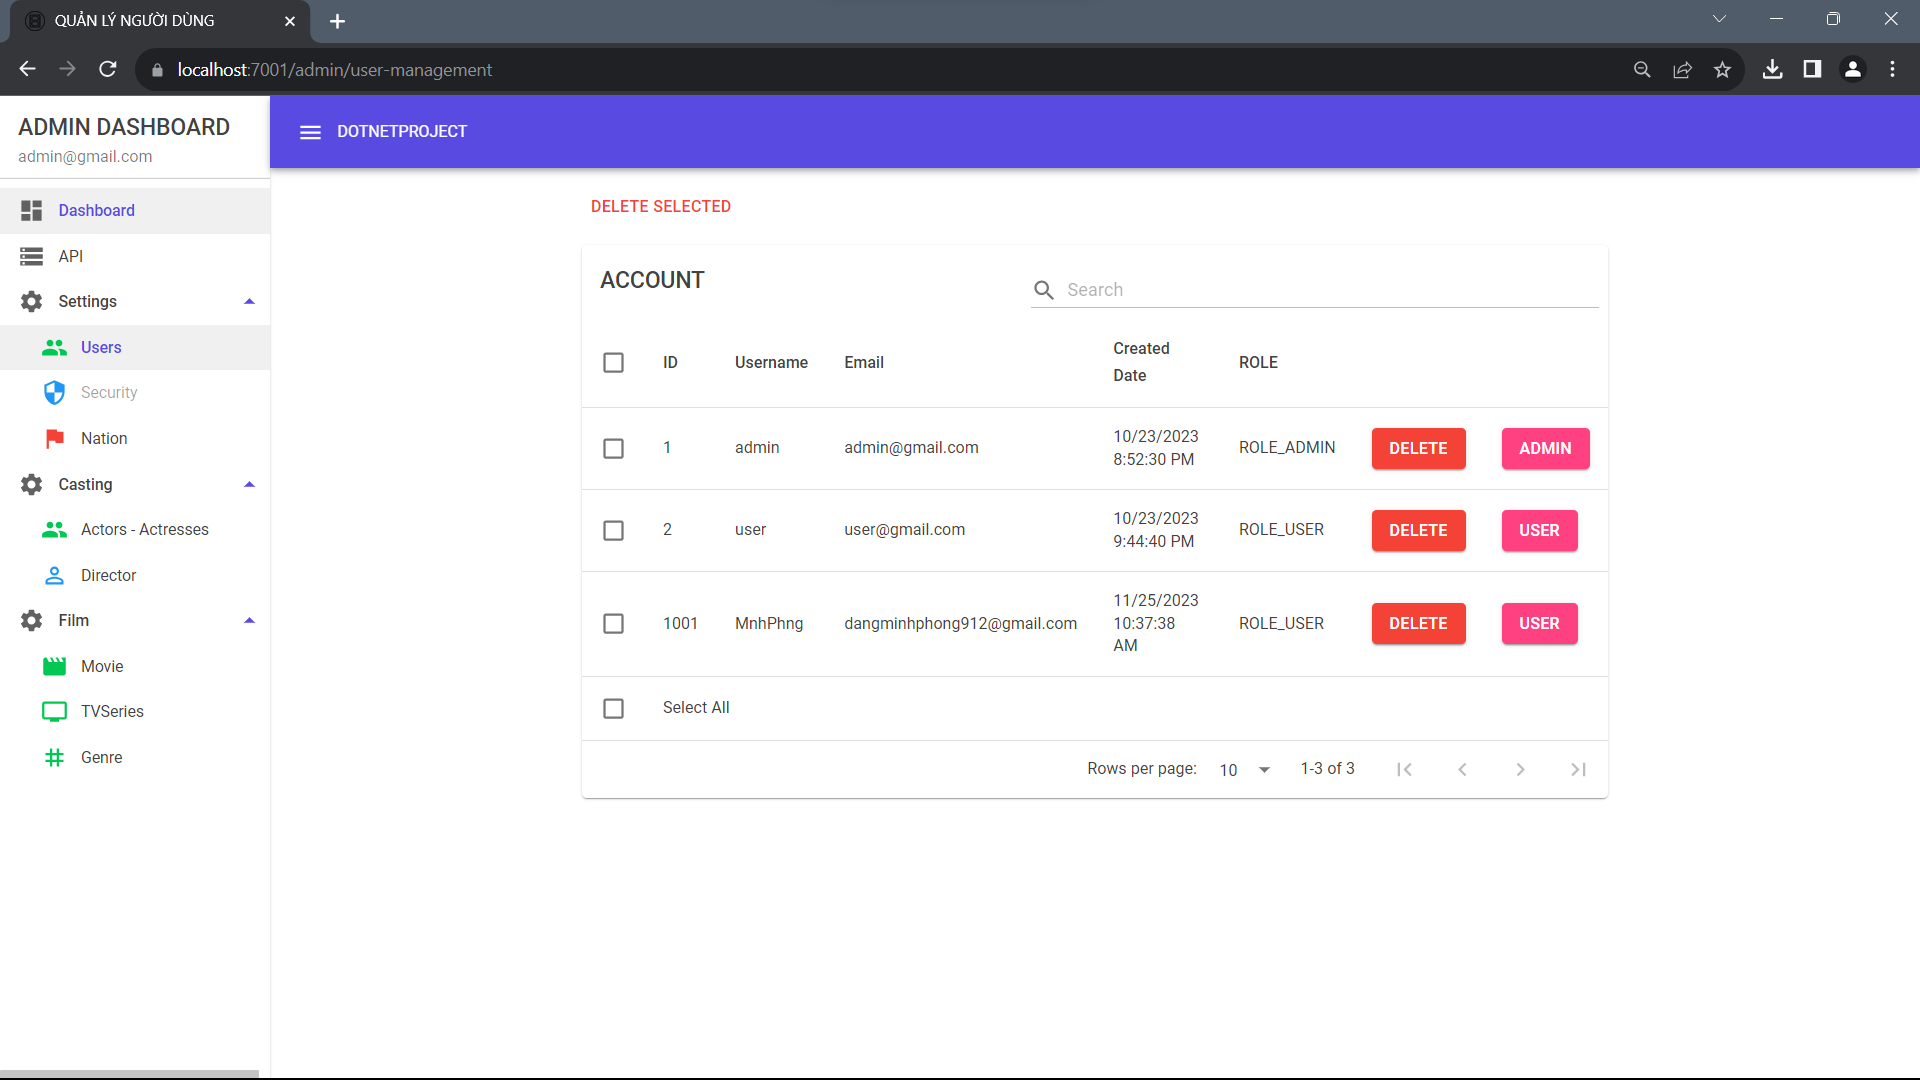 QUẢN LÝ NGƯỜI DÙNG
localhost:7001/admin/user-management
ADMIN DASHBOARD
admin@gmail.com
DOTNETPROJECT
Dashboard
API
Settings
Users
Security
Nation
Casting
Actors - Actresses
Director
Film
Movie
TVSeries
Genre
DELETE SELECTED
ACCOUNT
Search
ID Username Email Created Date ROLE
1 admin admin@gmail.com 10/23/2023 8:52:30 PM ROLE_ADMIN DELETE ADMIN
2 user user@gmail.com 10/23/2023 9:44:40 PM ROLE_USER DELETE USER
1001 MnhPhng dangminhphong912@gmail.com 11/25/2023 10:37:38 AM ROLE_USER DELETE USER
Select All
Rows per page: 10 1-3 of 3